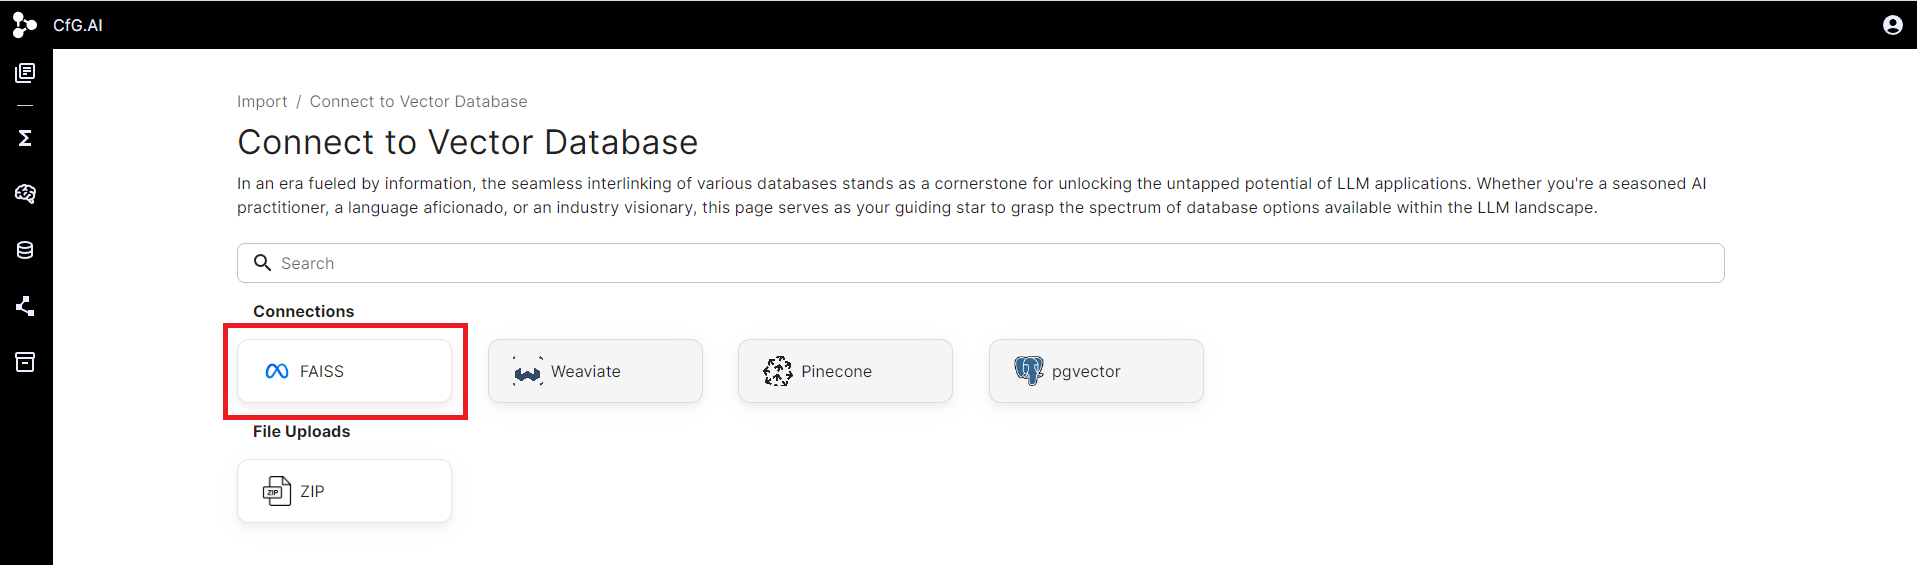 CfG.AI
Import / Connect to Vector Database
Connect to Vector Database
In an era fueled by information, the seamless interlinking of various databases stands as a cornerstone for unlocking the untapped potential of LLM applications. Whether you're a seasoned AI
practitioner, a language aficionado, or an industry visionary, this page serves as your guiding star to grasp the spectrum of database options available within the LLM landscape.
Search
Connections
FAISS
Weaviate
Pinecone
pgvector
File Uploads
ZIP
ZIP